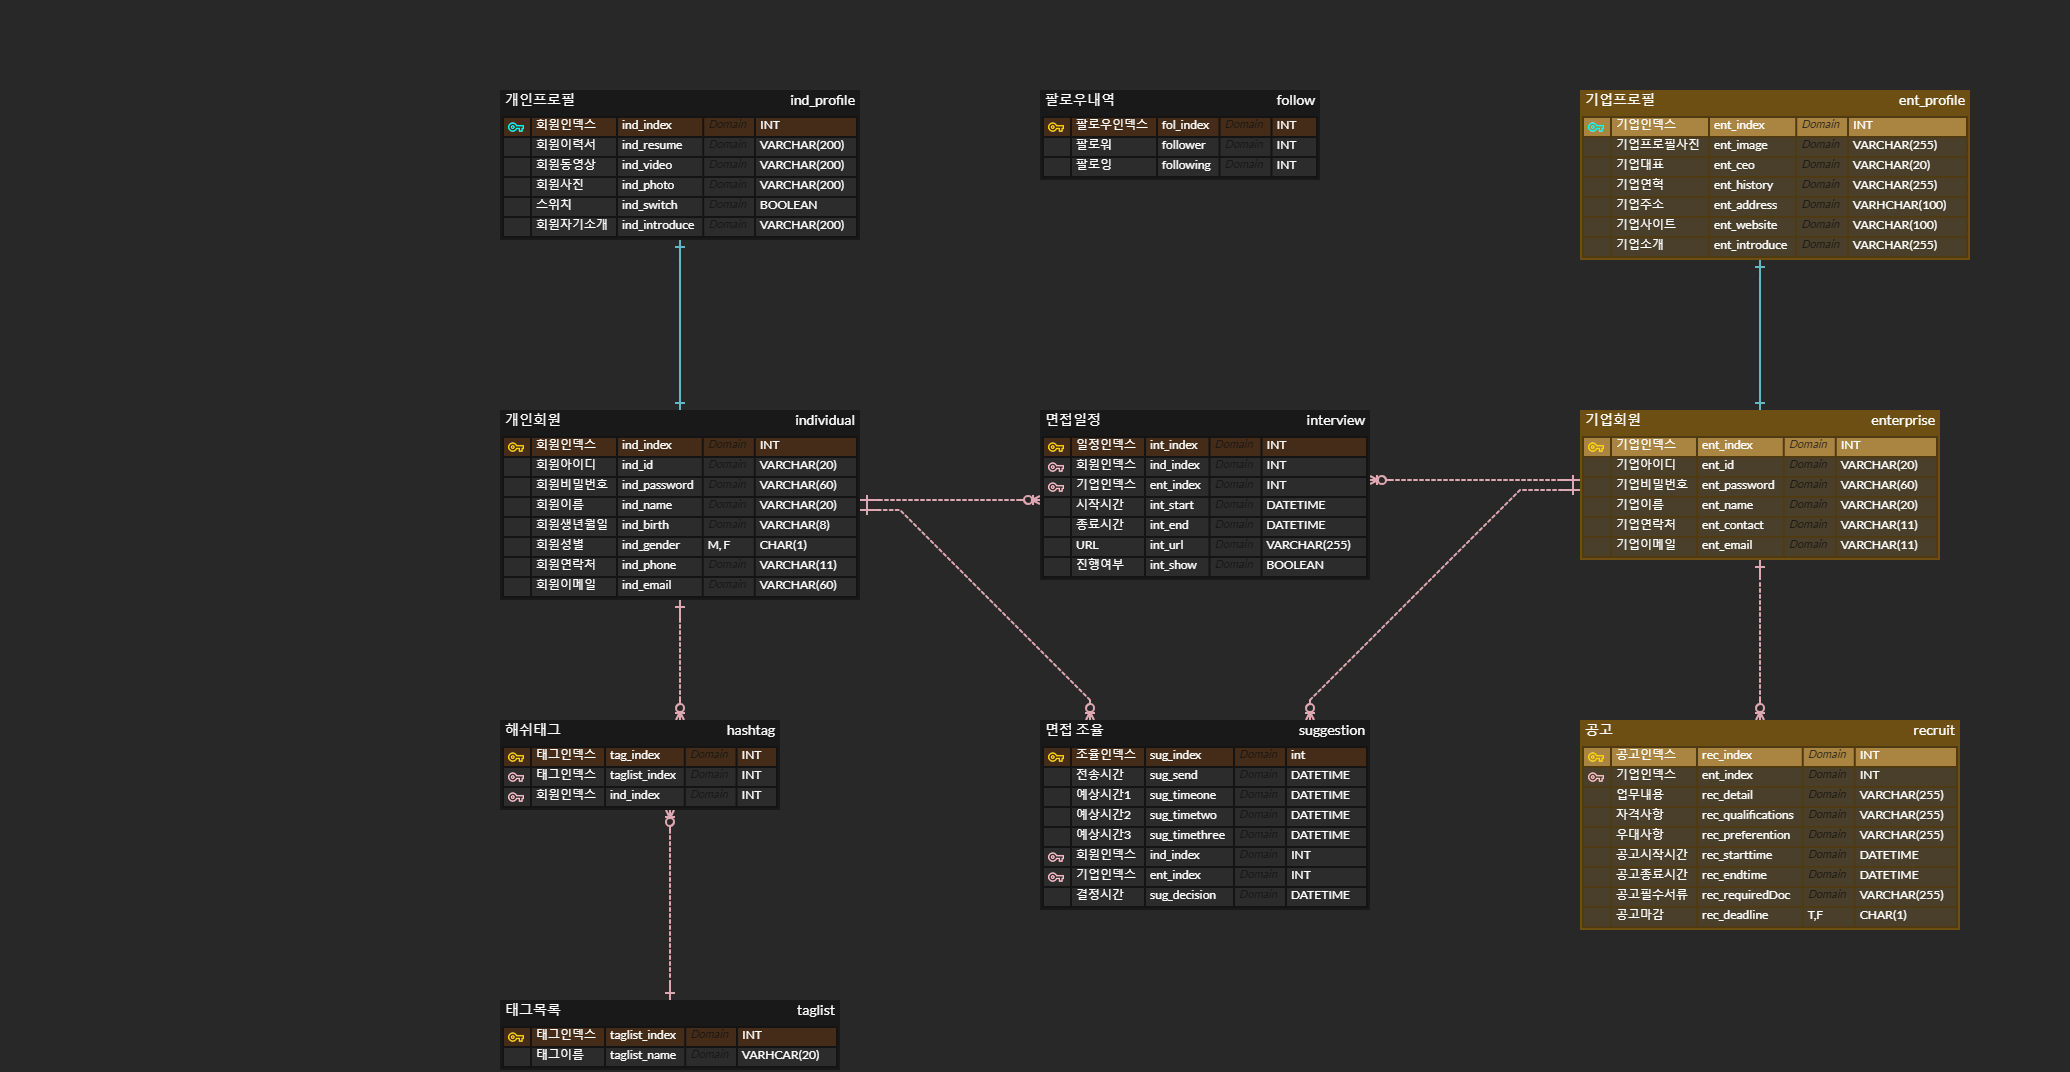 개인프로필 ind_profile
회원인덱스 ind_index Domain INT
회원이력서 ind_resume Domain VARCHAR(200)
회원동영상 ind_video Domain VARCHAR(200)
회원사진 ind_photo Domain VARCHAR(200)
스위치 ind_switch Domain BOOLEAN
회원자기소개 ind_introduce Domain VARCHAR(200)
팔로우내역 follow
팔로우인덱스 fol_index Domain INT
팔로워 follower Domain INT
팔로잉 following Domain INT
기업프로필 ent_profile
기업인덱스 ent_index Domain INT
기업프로필사진 ent_image Domain VARCHAR(255)
기업대표 ent_ceo Domain VARCHAR(20)
기업연혁 ent_history Domain VARCHAR(255)
기업주소 ent_address Domain VARHCHAR(100)
기업사이트 ent_website Domain VARCHAR(100)
기업소개 ent_introduce Domain VARCHAR(255)
개인회원 individual
회원인덱스 ind_index Domain INT
회원아이디 ind_id Domain VARCHAR(20)
회원비밀번호 ind_password Domain VARCHAR(60)
회원이름 ind_name Domain VARCHAR(20)
회원생년월일 ind_birth Domain VARCHAR(8)
회원성별 ind_gender M, F CHAR(1)
회원연락처 ind_phone Domain VARCHAR(11)
회원이메일 ind_email Domain VARCHAR(60)
면접일정 interview
일정인덱스 int_index Domain INT
회원인덱스 ind_index Domain INT
기업인덱스 ent_index Domain INT
시작시간 int_start Domain DATETIME
종료시간 int_end Domain DATETIME
URL int_url Domain VARCHAR(255)
진행여부 int_show Domain BOOLEAN
기업회원 enterprise
기업인덱스 ent_index Domain INT
기업아이디 ent_id Domain VARCHAR(20)
기업비밀번호 ent_password Domain VARCHAR(60)
기업이름 ent_name Domain VARCHAR(20)
기업연락처 ent_contact Domain VARCHAR(11)
기업이메일 ent_email Domain VARCHAR(11)
해쉬태그 hashtag
태그인덱스 tag_index Domain INT
태그인덱스 taglist_index Domain INT
회원인덱스 ind_index Domain INT
면접 조율 suggestion
조율인덱스 sug_index Domain int
전송시간 sug_send Domain DATETIME
예상시간1 sug_timeone Domain DATETIME
예상시간2 sug_timetwo Domain DATETIME
예상시간3 sug_timethree Domain DATETIME
회원인덱스 ind_index Domain INT
기업인덱스 ent_index Domain INT
결정시간 sug_decision Domain DATETIME
공고 recruit
공고인덱스 rec_index Domain INT
기업인덱스 ent_index Domain INT
업무내용 rec_detail Domain VARCHAR(255)
자격사항 rec_qualifications Domain VARCHAR(255)
우대사항 rec_preferention Domain VARCHAR(255)
공고시작시간 rec_starttime Domain DATETIME
공고종료시간 rec_endtime Domain DATETIME
공고필수서류 rec_requiredDoc Domain VARCHAR(255)
공고마감 rec_deadline T,F CHAR(1)
태그목록 taglist
태그인덱스 taglist_index Domain INT
태그이름 taglist_name Domain VARHCAR(20)